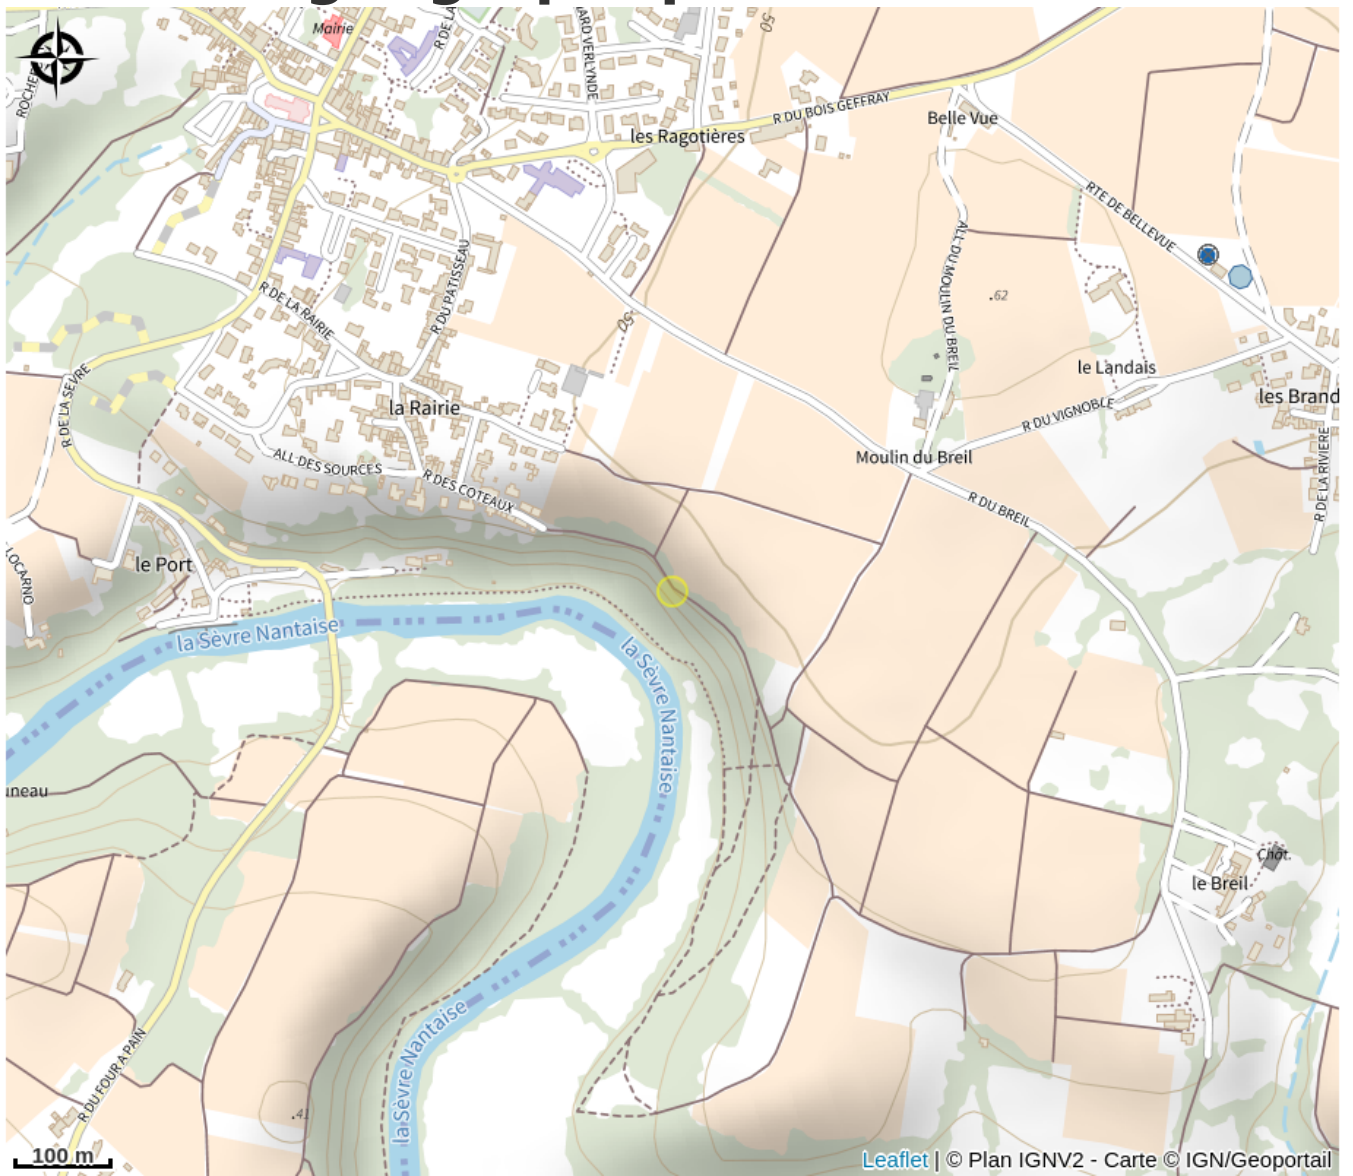 Mairie
R DE LA
ARD VERLYNDE
50
ROCHE
R DU BOIS GEFFRAY
Belle Vue
les Ragotières
RTE DE BELLEVUE
R DE LA RAIRIE
R DU PATISSEAU
ALL DU MOULIN DU BREIL
.62
50
le Landais
les Brand
R DE LA SEVRE
la Rairie
R DU VIGNOBLE
ALL DES SOURCES
R DES COTEAUX
Moulin du Breil
R DU BREIL
R DE LA RIVIERE
le Port
LOCARNO
la Sèvre Nantaise
la Sèvre Nantaise
uneau
Chât.
le Breil
la Sèvre Nantaise
R DU FOUR A PAIN
.41
100 m
Leaflet | © Plan IGNV2 - Carte © IGN/Geoportail